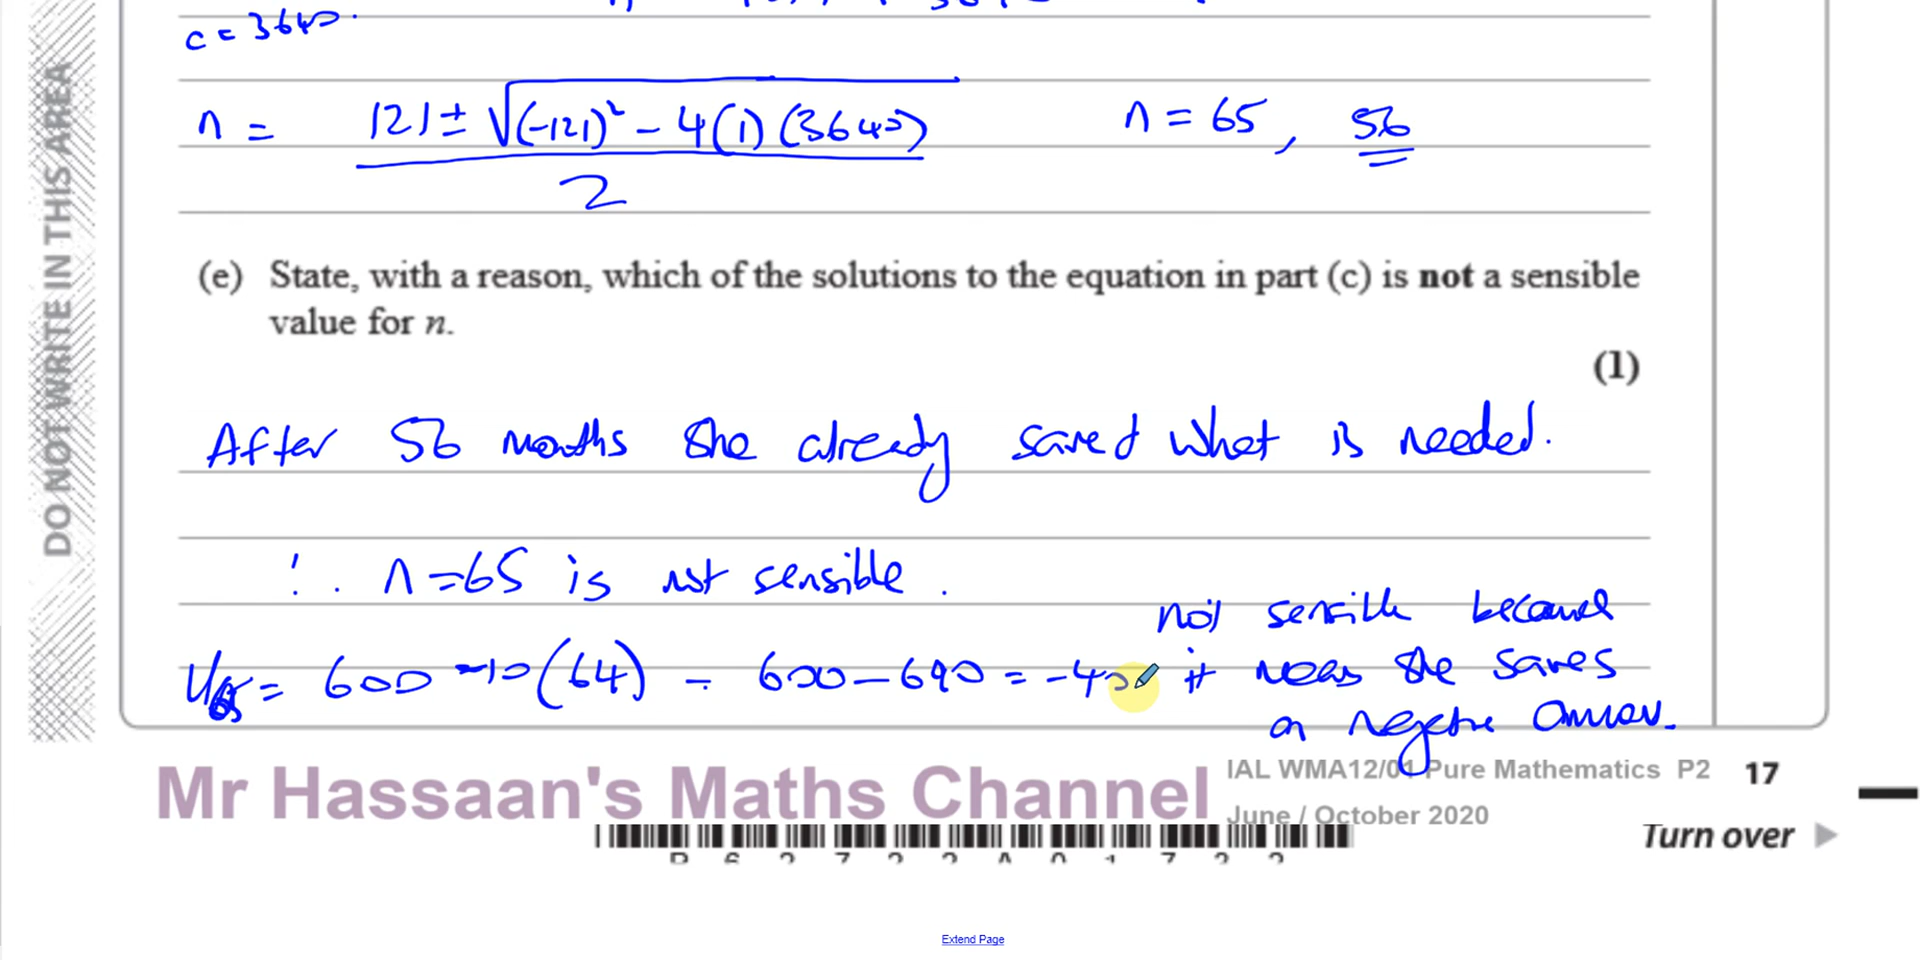 c = 3640.
n = 121 ± √(-121)² - 4(1)(3640) / 2 n = 65, 56
(e) State, with a reason, which of the solutions to the equation in part (c) is not a sensible
value for n.
(1)
After 56 months she already saved what is needed.
∴ n = 65 is not sensible.
not sensible because
U65 = 600 - 10(64) = 600 - 640 = -40 it means she saves
a negative amount.
DO NOT WRITE IN THIS AREA
Mr Hassaan's Maths Channel
IAL WMA12/01 Pure Mathematics P2 17
June / October 2020
Turn over
Extend Page